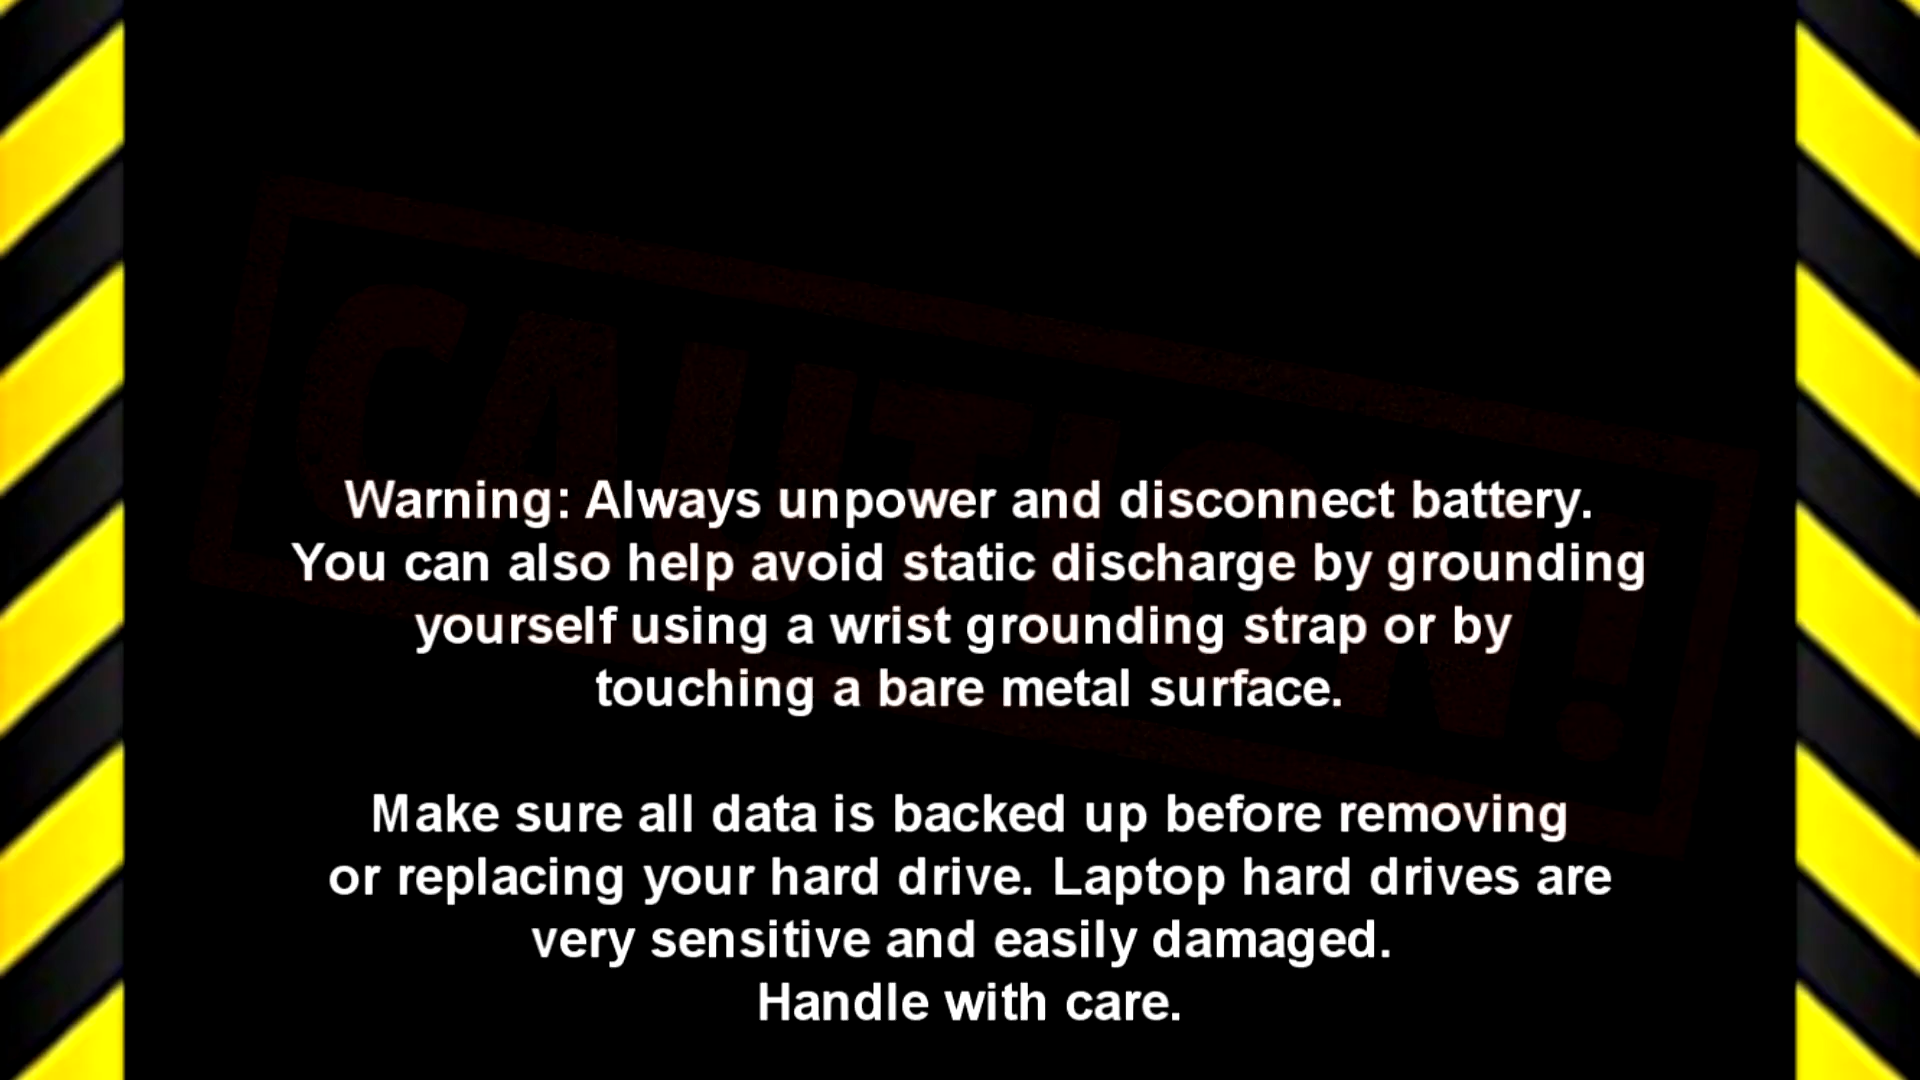 CAUTION!
Warning: Always unpower and disconnect battery.
You can also help avoid static discharge by grounding
yourself using a wrist grounding strap or by
touching a bare metal surface.
Make sure all data is backed up before removing
or replacing your hard drive. Laptop hard drives are
very sensitive and easily damaged.
Handle with care.